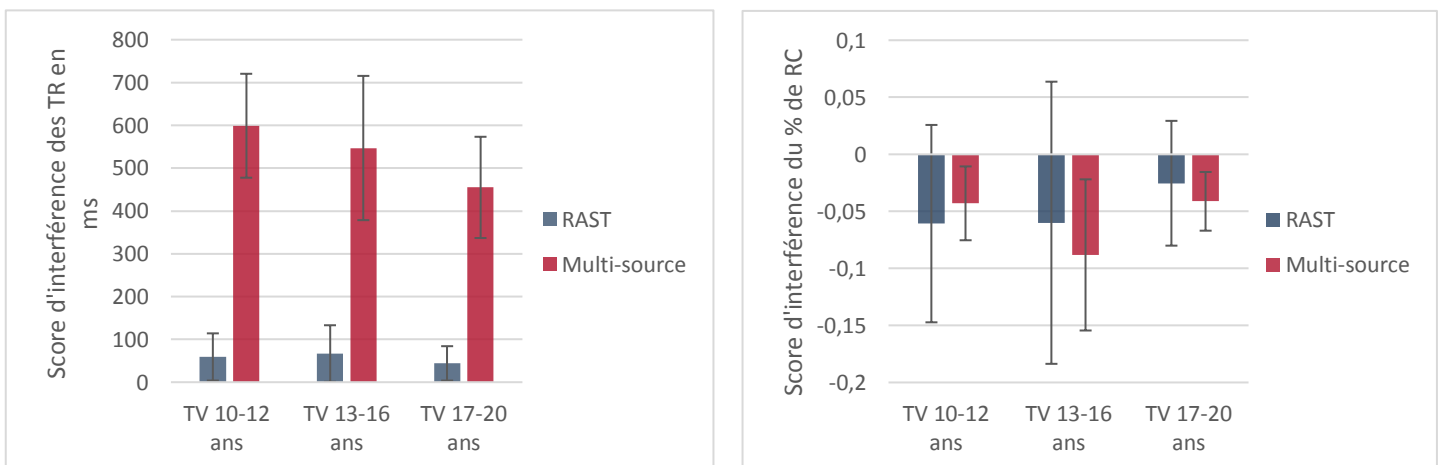 Score d'interférence des TR en
ms
800
700
600
500
400
300
200
100
0
TV 10-12
ans
TV 13-16
ans
TV 17-20
ans
RAST
Multi-source
Score d'interférence du % de RC
0,1
0,05
0
-0,05
-0,1
-0,15
-0,2
TV 10-12
ans
TV 13-16
ans
TV 17-20
ans
RAST
Multi-source